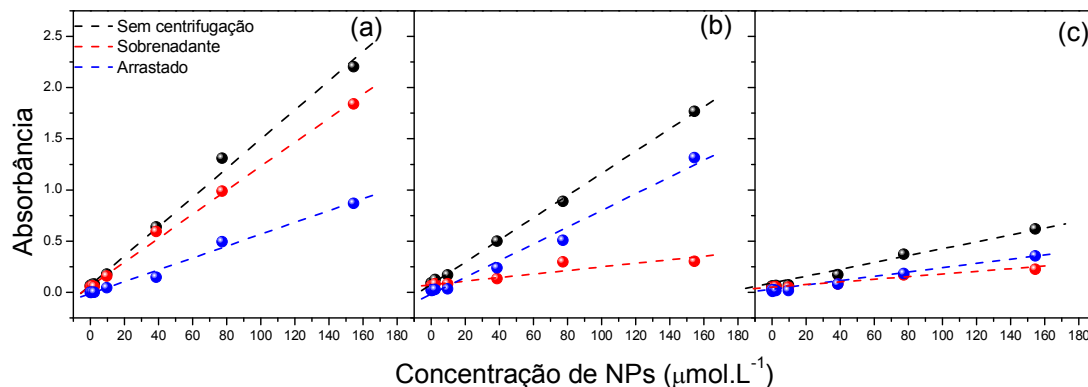 (a)
(b)
(c)
Sem centrifugação
Sobrenadante
Arrastado
Absorbância
2.5
2.0
1.5
1.0
0.5
0.0
0 20 40 60 80 100 120 140 160 180
0 20 40 60 80 100 120 140 160 180
0 20 40 60 80 100 120 140 160 180
Concentração de NPs (μmol.L⁻¹)